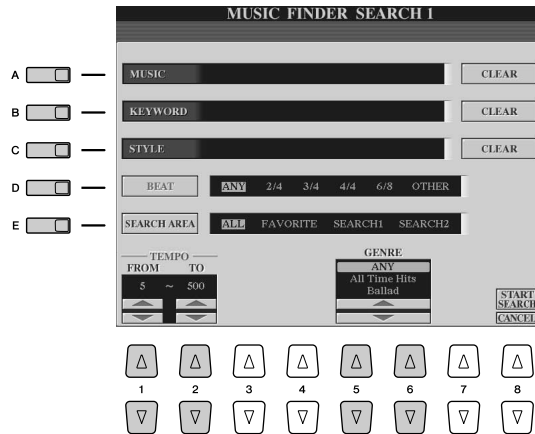 MUSIC FINDER SEARCH 1
A MUSIC CLEAR
B KEYWORD CLEAR
C STYLE CLEAR
D BEAT ANY 2/4 3/4 4/4 6/8 OTHER
E SEARCH AREA ALL FAVORITE SEARCH1 SEARCH2
TEMPO GENRE
FROM TO ANY
5 ~ 500 All Time Hits
Ballad
START
SEARCH
CANCEL
1 2 3 4 5 6 7 8